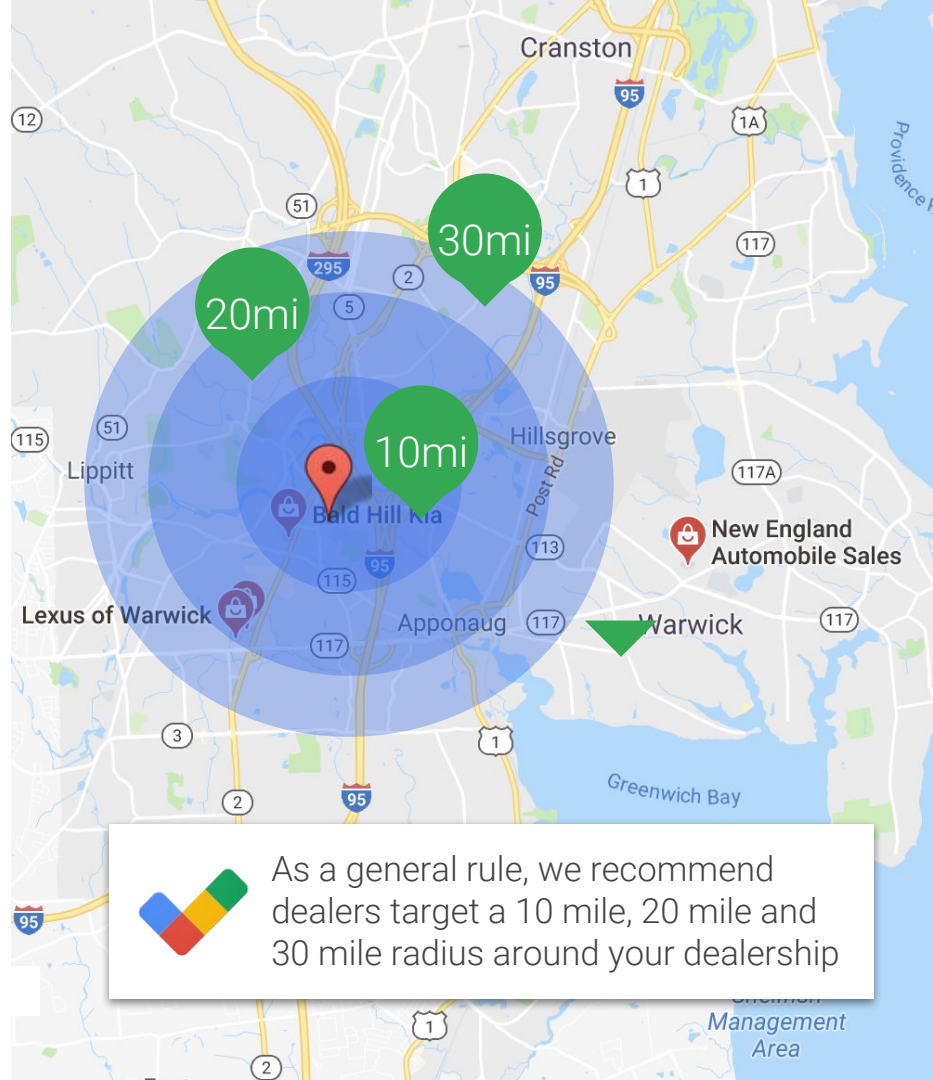 Cranston
95
12
1A
Providence
1
51
30mi
117
295
2
95
20mi
5
10mi
51
Hillsgrove
115
Lippitt
117A
Post Rd
Bald Hill Kia
New England
Automobile Sales
113
95
115
Lexus of Warwick
Apponaug
117
Warwick
117
117
3
1
Greenwich Bay
95
2
As a general rule, we recommend
dealers target a 10 mile, 20 mile and
30 mile radius around your dealership
95
Management
Area
1
2